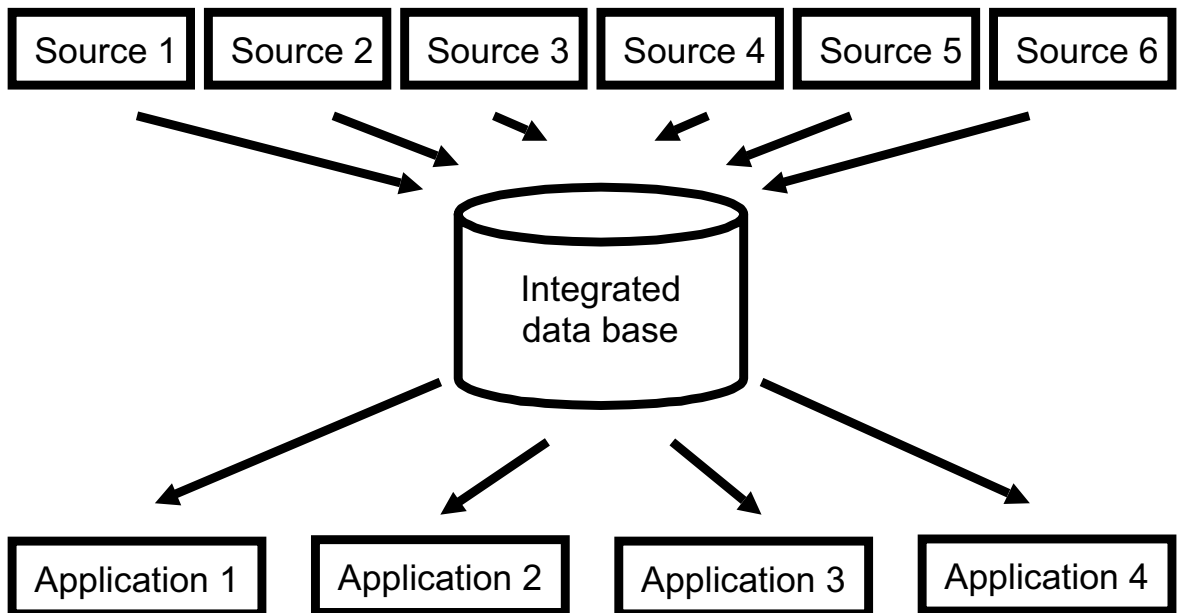 Source 1
Source 2
Source 3
Source 4
Source 5
Source 6
Integrated
data base
Application 1
Application 2
Application 3
Application 4